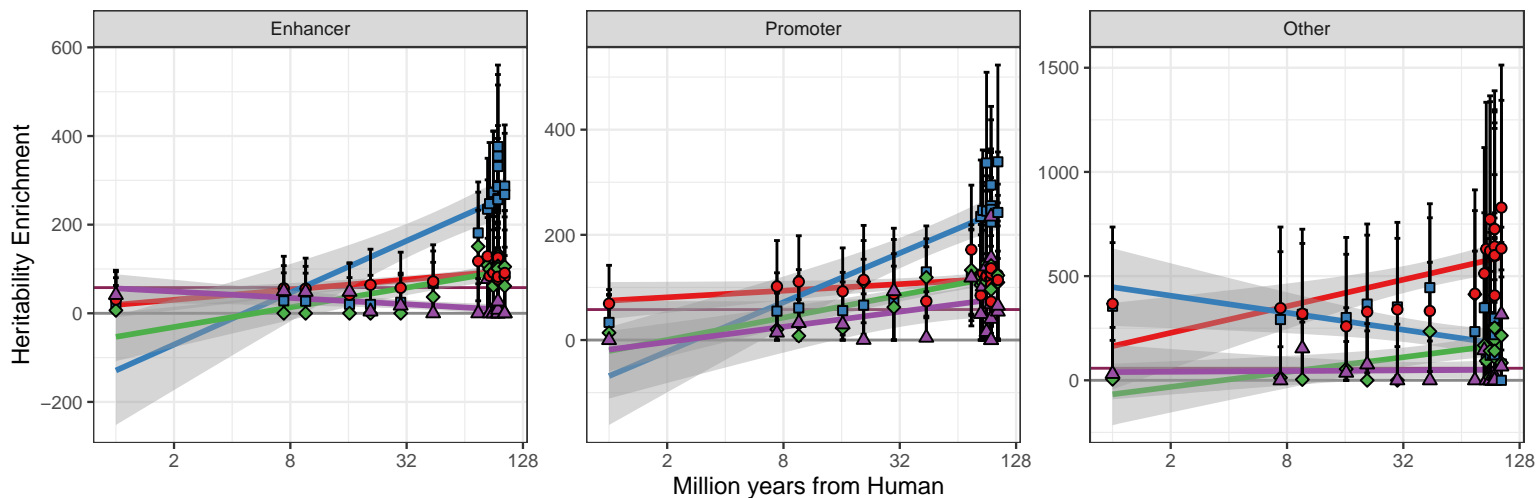 Enhancer Promoter Other
Heritability Enrichment
600
400
200
0
−200
400
200
0
1500
1000
500
0
2 8 32 128
2 8 32 128
2 8 32 128
Million years from Human